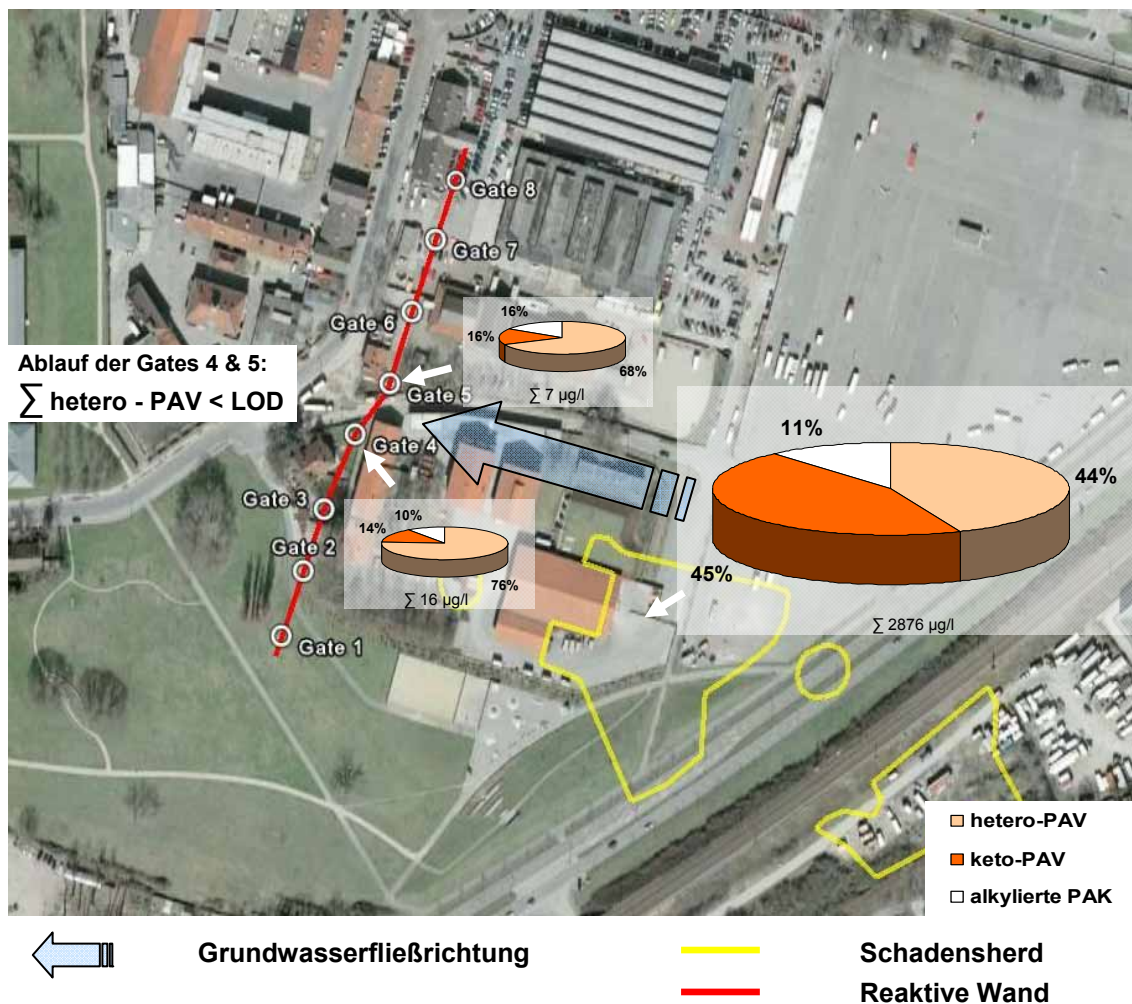 Gate 8
Gate 7
Gate 6
Ablauf der Gates 4 & 5:
∑ hetero - PAV < LOD
16%
16%
68%
∑ 7 µg/l
Gate 5
Gate 4
Gate 3
Gate 2
Gate 1
14%
10%
76%
∑ 16 µg/l
11%
44%
45%
∑ 2876 µg/l
hetero-PAV
keto-PAV
alkylierte PAK
Grundwasserfließrichtung
Schadensherd
Reaktive Wand